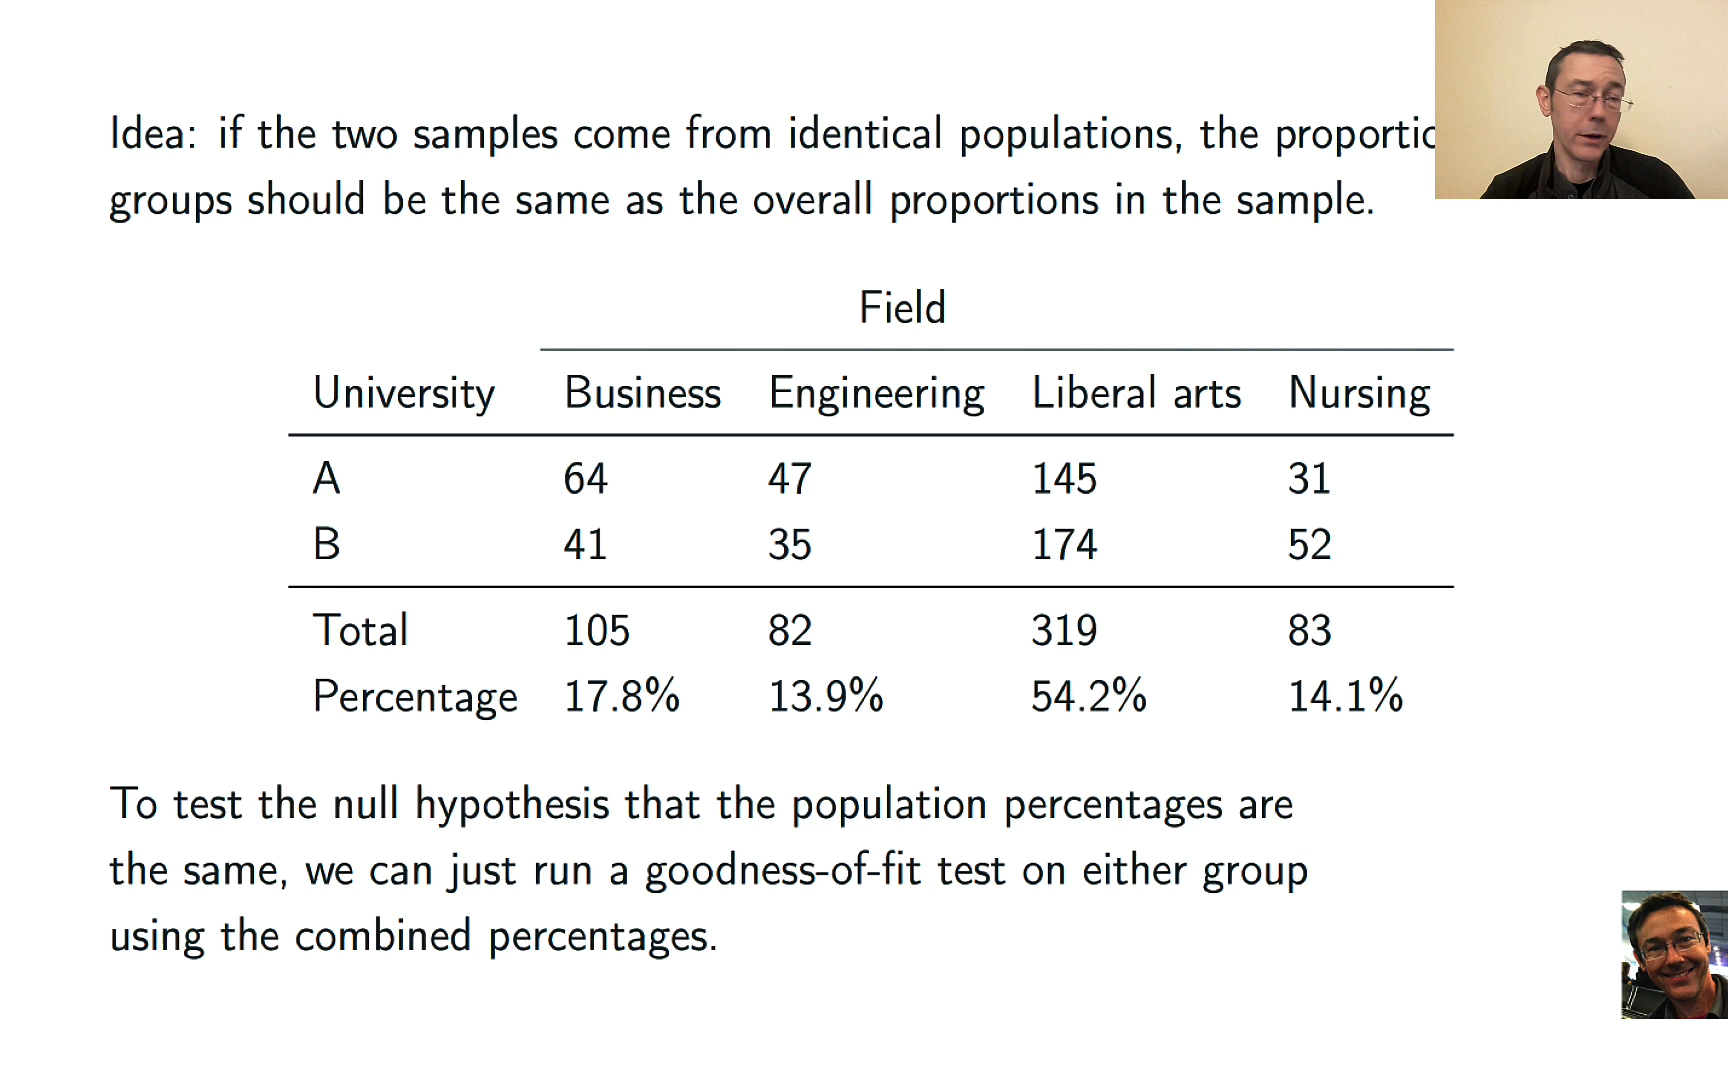 Idea: if the two samples come from identical populations, the
groups should be the same as the overall proportions in the sample.
Field
University Business Engineering Liberal arts Nursing
A 64 47 145 31
B 41 35 174 52
Total 105 82 319 83
Percentage 17.8% 13.9% 54.2% 14.1%
To test the null hypothesis that the population percentages are
the same, we can just run a goodness-of-fit test on either group
using the combined percentages.